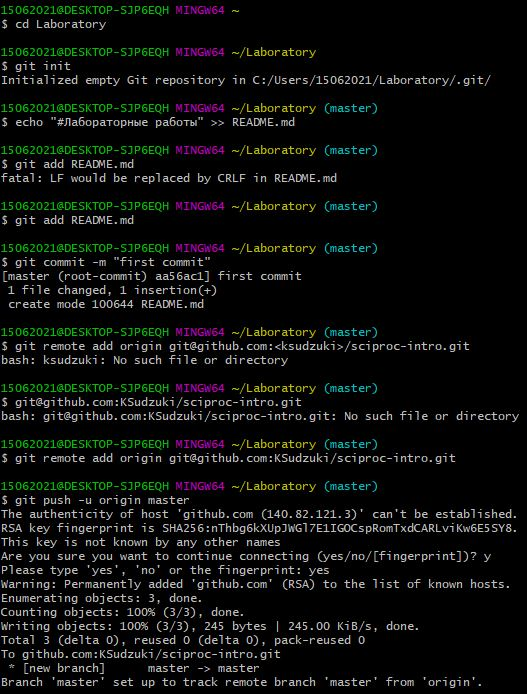 15062021@DESKTOP-SJP6EQH MINGW64 ~
$ cd Laboratory
15062021@DESKTOP-SJP6EQH MINGW64 ~/Laboratory
$ git init
Initialized empty Git repository in C:/Users/15062021/Laboratory/.git/
15062021@DESKTOP-SJP6EQH MINGW64 ~/Laboratory (master)
$ echo "#Лабораторные работы" >> README.md
15062021@DESKTOP-SJP6EQH MINGW64 ~/Laboratory (master)
$ git add README.md
fatal: LF would be replaced by CRLF in README.md
15062021@DESKTOP-SJP6EQH MINGW64 ~/Laboratory (master)
$ git add README.md
15062021@DESKTOP-SJP6EQH MINGW64 ~/Laboratory (master)
$ git commit -m "first commit"
[master (root-commit) aa56ac1] first commit
1 file changed, 1 insertion(+)
create mode 100644 README.md
15062021@DESKTOP-SJP6EQH MINGW64 ~/Laboratory (master)
$ git remote add origin git@github.com:<ksudzuki>/sciproc-intro.git
bash: ksudzuki: No such file or directory
15062021@DESKTOP-SJP6EQH MINGW64 ~/Laboratory (master)
$ git@github.com:KSudzuki/sciproc-intro.git
bash: git@github.com:KSudzuki/sciproc-intro.git: No such file or directory
15062021@DESKTOP-SJP6EQH MINGW64 ~/Laboratory (master)
$ git remote add origin git@github.com:KSudzuki/sciproc-intro.git
15062021@DESKTOP-SJP6EQH MINGW64 ~/Laboratory (master)
$ git push -u origin master
The authenticity of host 'github.com (140.82.121.3)' can't be established.
RSA key fingerprint is SHA256:nThbg6kXUpJWGl7E1IGOCspRomTxdCARLviKw6E5SY8.
This key is not known by any other names
Are you sure you want to continue connecting (yes/no/[fingerprint])? y
Please type 'yes', 'no' or the fingerprint: yes
Warning: Permanently added 'github.com' (RSA) to the list of known hosts.
Enumerating objects: 3, done.
Counting objects: 100% (3/3), done.
Writing objects: 100% (3/3), 245 bytes | 245.00 KiB/s, done.
Total 3 (delta 0), reused 0 (delta 0), pack-reused 0
To github.com:KSudzuki/sciproc-intro.git
* [new branch]      master -> master
Branch 'master' set up to track remote branch 'master' from 'origin'.